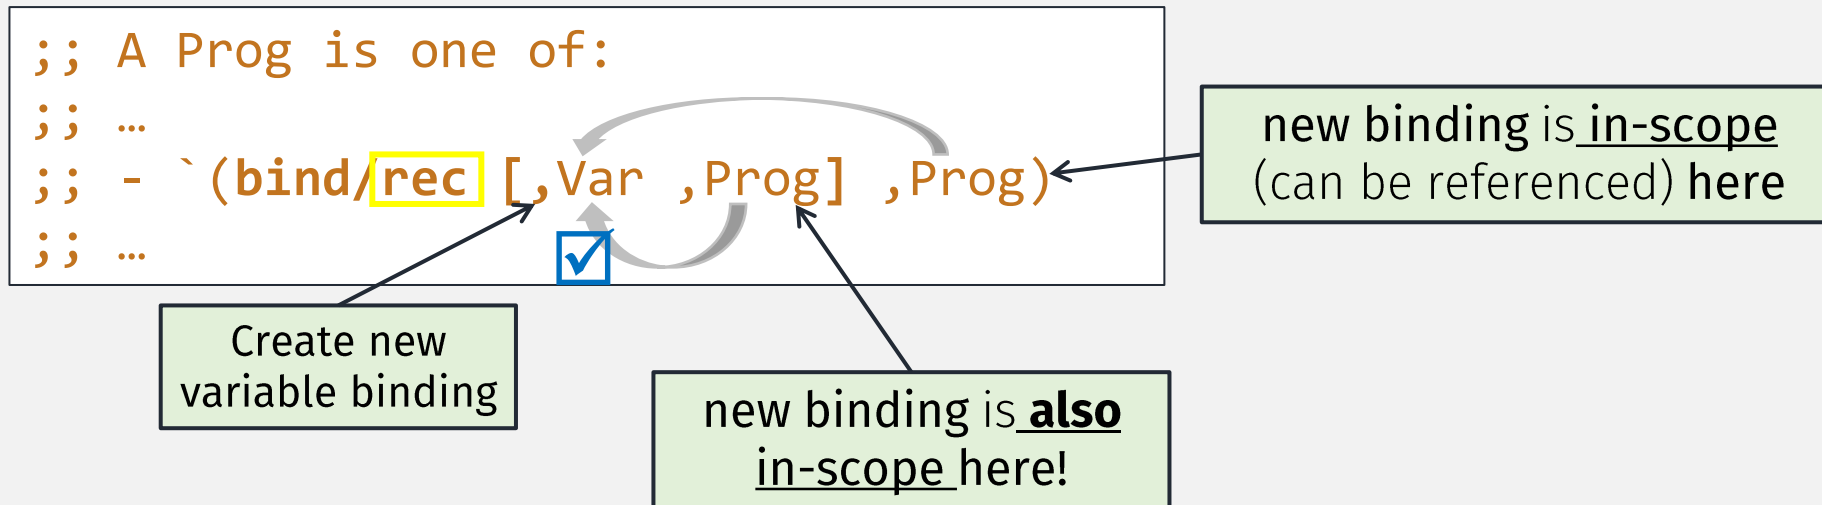 ;; A Prog is one of:
;; …
;; - `(bind/rec [,Var ,Prog] ,Prog)
;; …
new binding is in-scope
(can be referenced) here
Create new
variable binding
new binding is also
in-scope here!